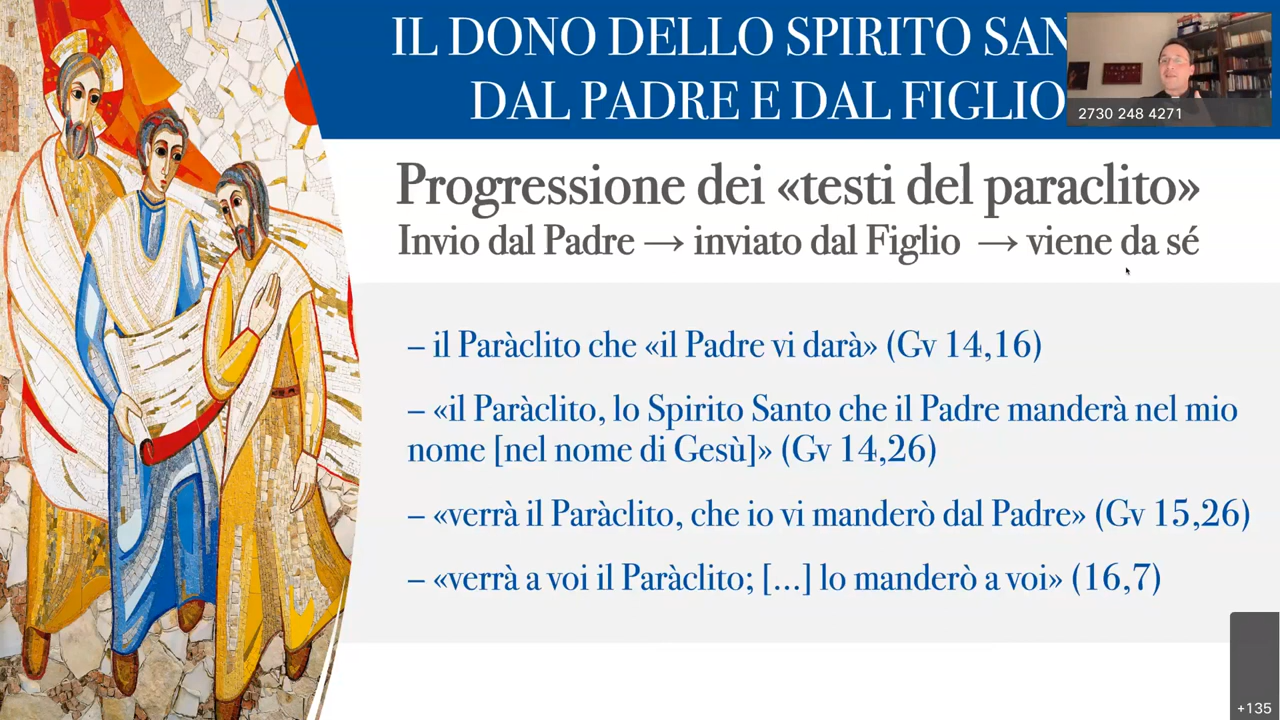 IL DONO DELLO SPIRITO
DAL PADRE E DAL FIGLIO
2730 248 4271
Progressione dei «testi del paraclito»
Invio dal Padre → inviato dal Figlio → viene da sé
– il Paràclito che «il Padre vi darà» (Gv 14,16)
– «il Paràclito, lo Spirito Santo che il Padre manderà nel mio
nome [nel nome di Gesù]» (Gv 14,26)
– «verrà il Paràclito, che io vi manderò dal Padre» (Gv 15,26)
– «verrà a voi il Paràclito; [...] lo manderò a voi» (16,7)
+135